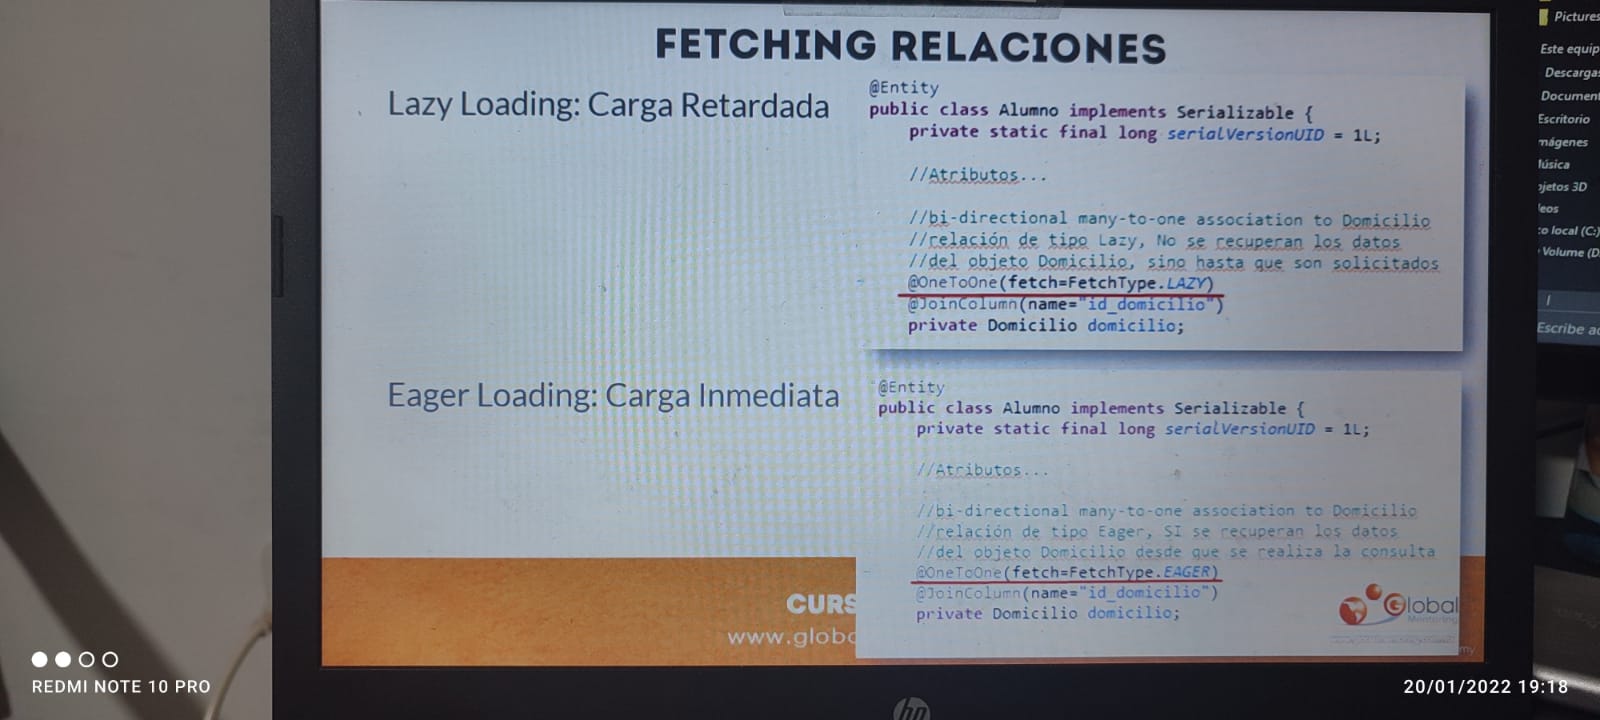 FETCHING RELACIONES
Lazy Loading: Carga Retardada
@Entity
public class Alumno implements Serializable {
private static final long serialVersionUID = 1L;
//Atributos...
//bi-directional many-to-one association to Domicilio
//relación de tipo Lazy, No se recuperan los datos
//del objeto Domicilio, sino hasta que son solicitados
@OneToOne(fetch=FetchType.LAZY)
@JoinColumn(name="id_domicilio")
private Domicilio domicilio;
Eager Loading: Carga Inmediata
@Entity
public class Alumno implements Serializable {
private static final long serialVersionUID = 1L;
//Atributos...
//bi-directional many-to-one association to Domicilio
//relación de tipo Eager, SI se recuperan los datos
//del objeto Domicilio desde que se realiza la consulta
@OneToOne(fetch=FetchType.EAGER)
@JoinColumn(name="id_domicilio")
private Domicilio domicilio;
CURS
www.globa
Global
Mentoring
my
hp
Pictures
Este equip
Descargas
Document
Escritorio
mágenes
lúsica
ojetos 3D
eos
co local (C:)
Volume (D
Escribe ac
REDMI NOTE 10 PRO
20/01/2022 19:18